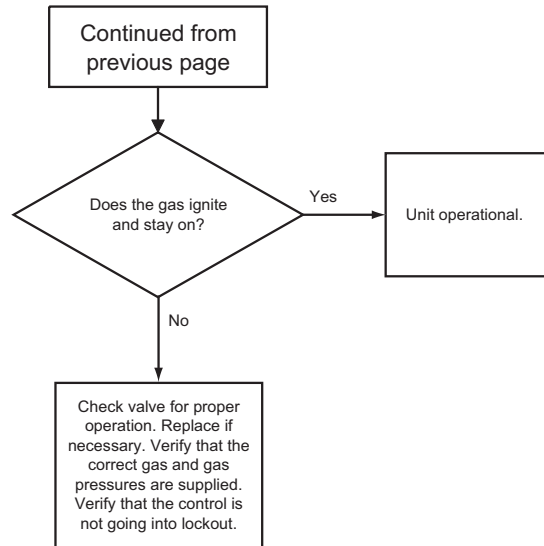 Continued from
previous page
Does the gas ignite
and stay on?
Yes
Unit operational.
No
Check valve for proper
operation. Replace if
necessary. Verify that the
correct gas and gas
pressures are supplied.
Verify that the control is
not going into lockout.